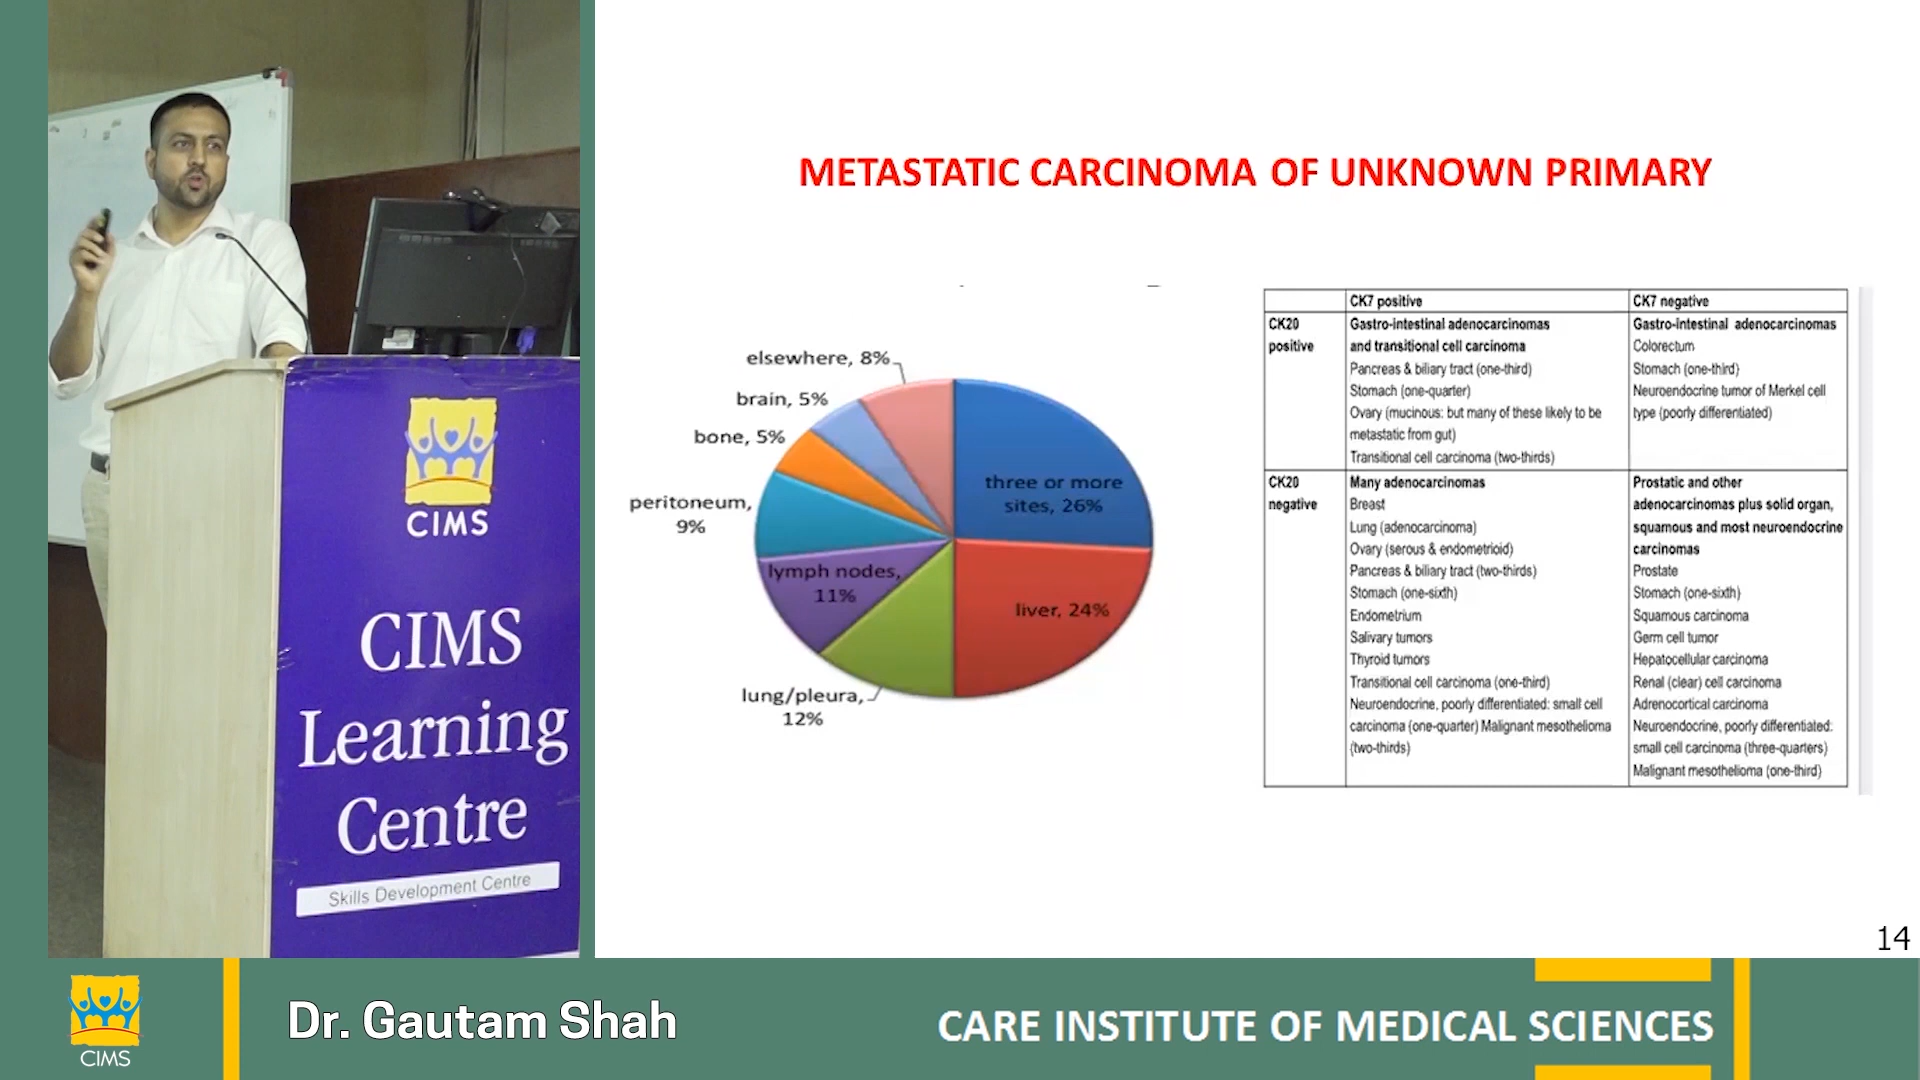 CIMS
CIMS
Learning
Centre
Skills Development Centre
METASTATIC CARCINOMA OF UNKNOWN PRIMARY
elsewhere, 8%
brain, 5%
bone, 5%
peritoneum,
9%
lymph nodes,
11%
lung/pleura,
12%
three or more
sites, 26%
liver, 24%
CK7 positive
CK7 negative
CK20
positive
Gastro-intestinal adenocarcinomas
and transitional cell carcinoma
Pancreas & biliary tract (one-third)
Stomach (one-quarter)
Ovary (mucinous: but many of these likely to be
metastatic from gut)
Transitional cell carcinoma (two-thirds)
Gastro-intestinal adenocarcinomas
Colorectum
Stomach (one-third)
Neuroendocrine tumor of Merkel cell
type (poorly differentiated)
CK20
negative
Many adenocarcinomas
Breast
Lung (adenocarcinoma)
Ovary (serous & endometrioid)
Pancreas & biliary tract (two-thirds)
Stomach (one-sixth)
Endometrium
Salivary tumors
Thyroid tumors
Transitional cell carcinoma (one-third)
Neuroendocrine, poorly differentiated: small cell
carcinoma (one-quarter) Malignant mesothelioma
(two-thirds)
Prostatic and other
adenocarcinomas plus solid organ,
squamous and most neuroendocrine
carcinomas
Prostate
Stomach (one-sixth)
Squamous carcinoma
Germ cell tumor
Hepatocellular carcinoma
Renal (clear) cell carcinoma
Adrenocortical carcinoma
Neuroendocrine, poorly differentiated:
small cell carcinoma (three-quarters)
Malignant mesothelioma (one-third)
14
CIMS
Dr. Gautam Shah
CARE INSTITUTE OF MEDICAL SCIENCES